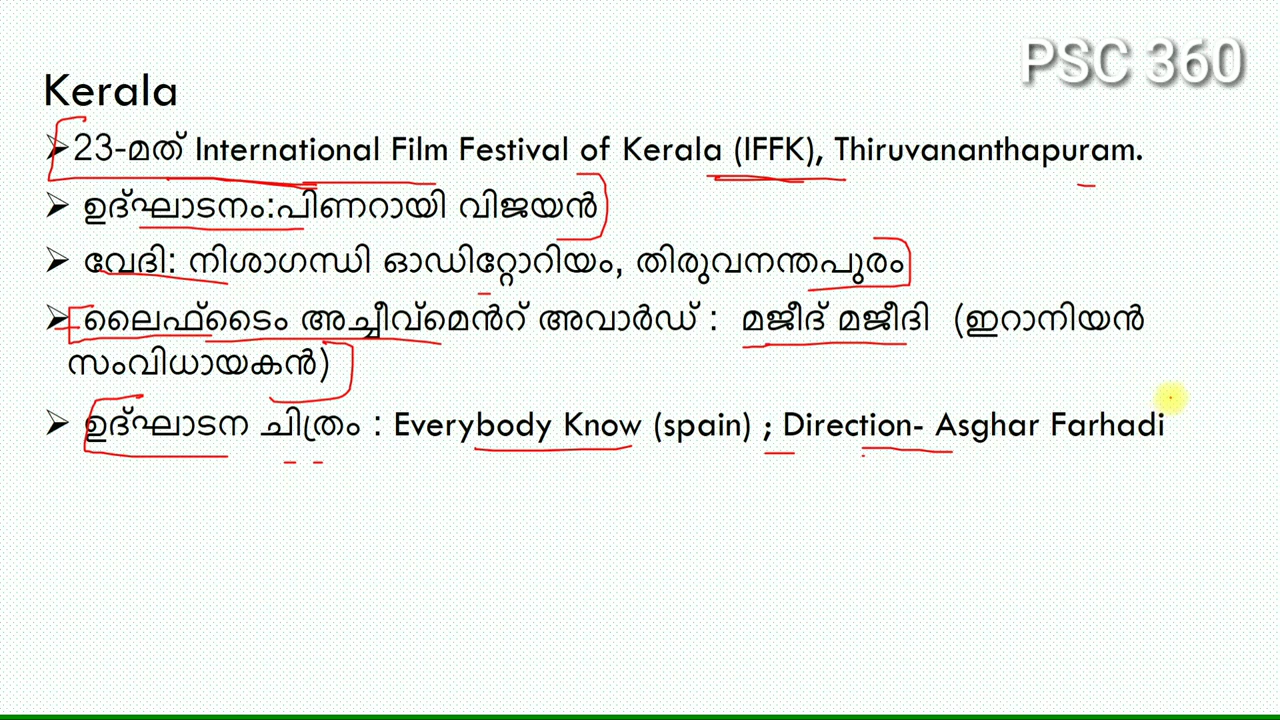 PSC 360
Kerala
➢23-മത് International Film Festival of Kerala (IFFK), Thiruvananthapuram.
➢ ഉദ്ഘാടനം:പിണറായി വിജയൻ
➢ വേദി: നിശാഗന്ധി ഓഡിറ്റോറിയം, തിരുവനന്തപുരം
➢ ലൈഫ്ടൈം അച്ചീവ്മെൻറ് അവാർഡ് : മജീദ് മജീദി (ഇറാനിയൻ
സംവിധായകൻ)
➢ ഉദ്ഘാടന ചിത്രം : Everybody Know (spain) ; Direction- Asghar Farhadi